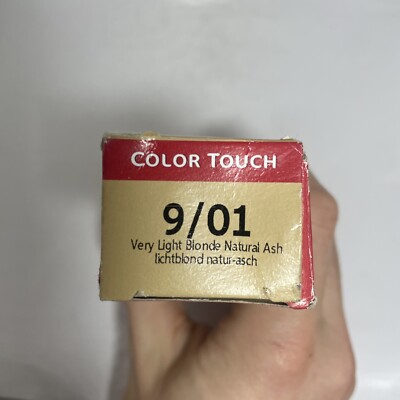 COLOR TOUCH
9/01
Very Light Blonde Natural Ash
lichtblond natur-asch